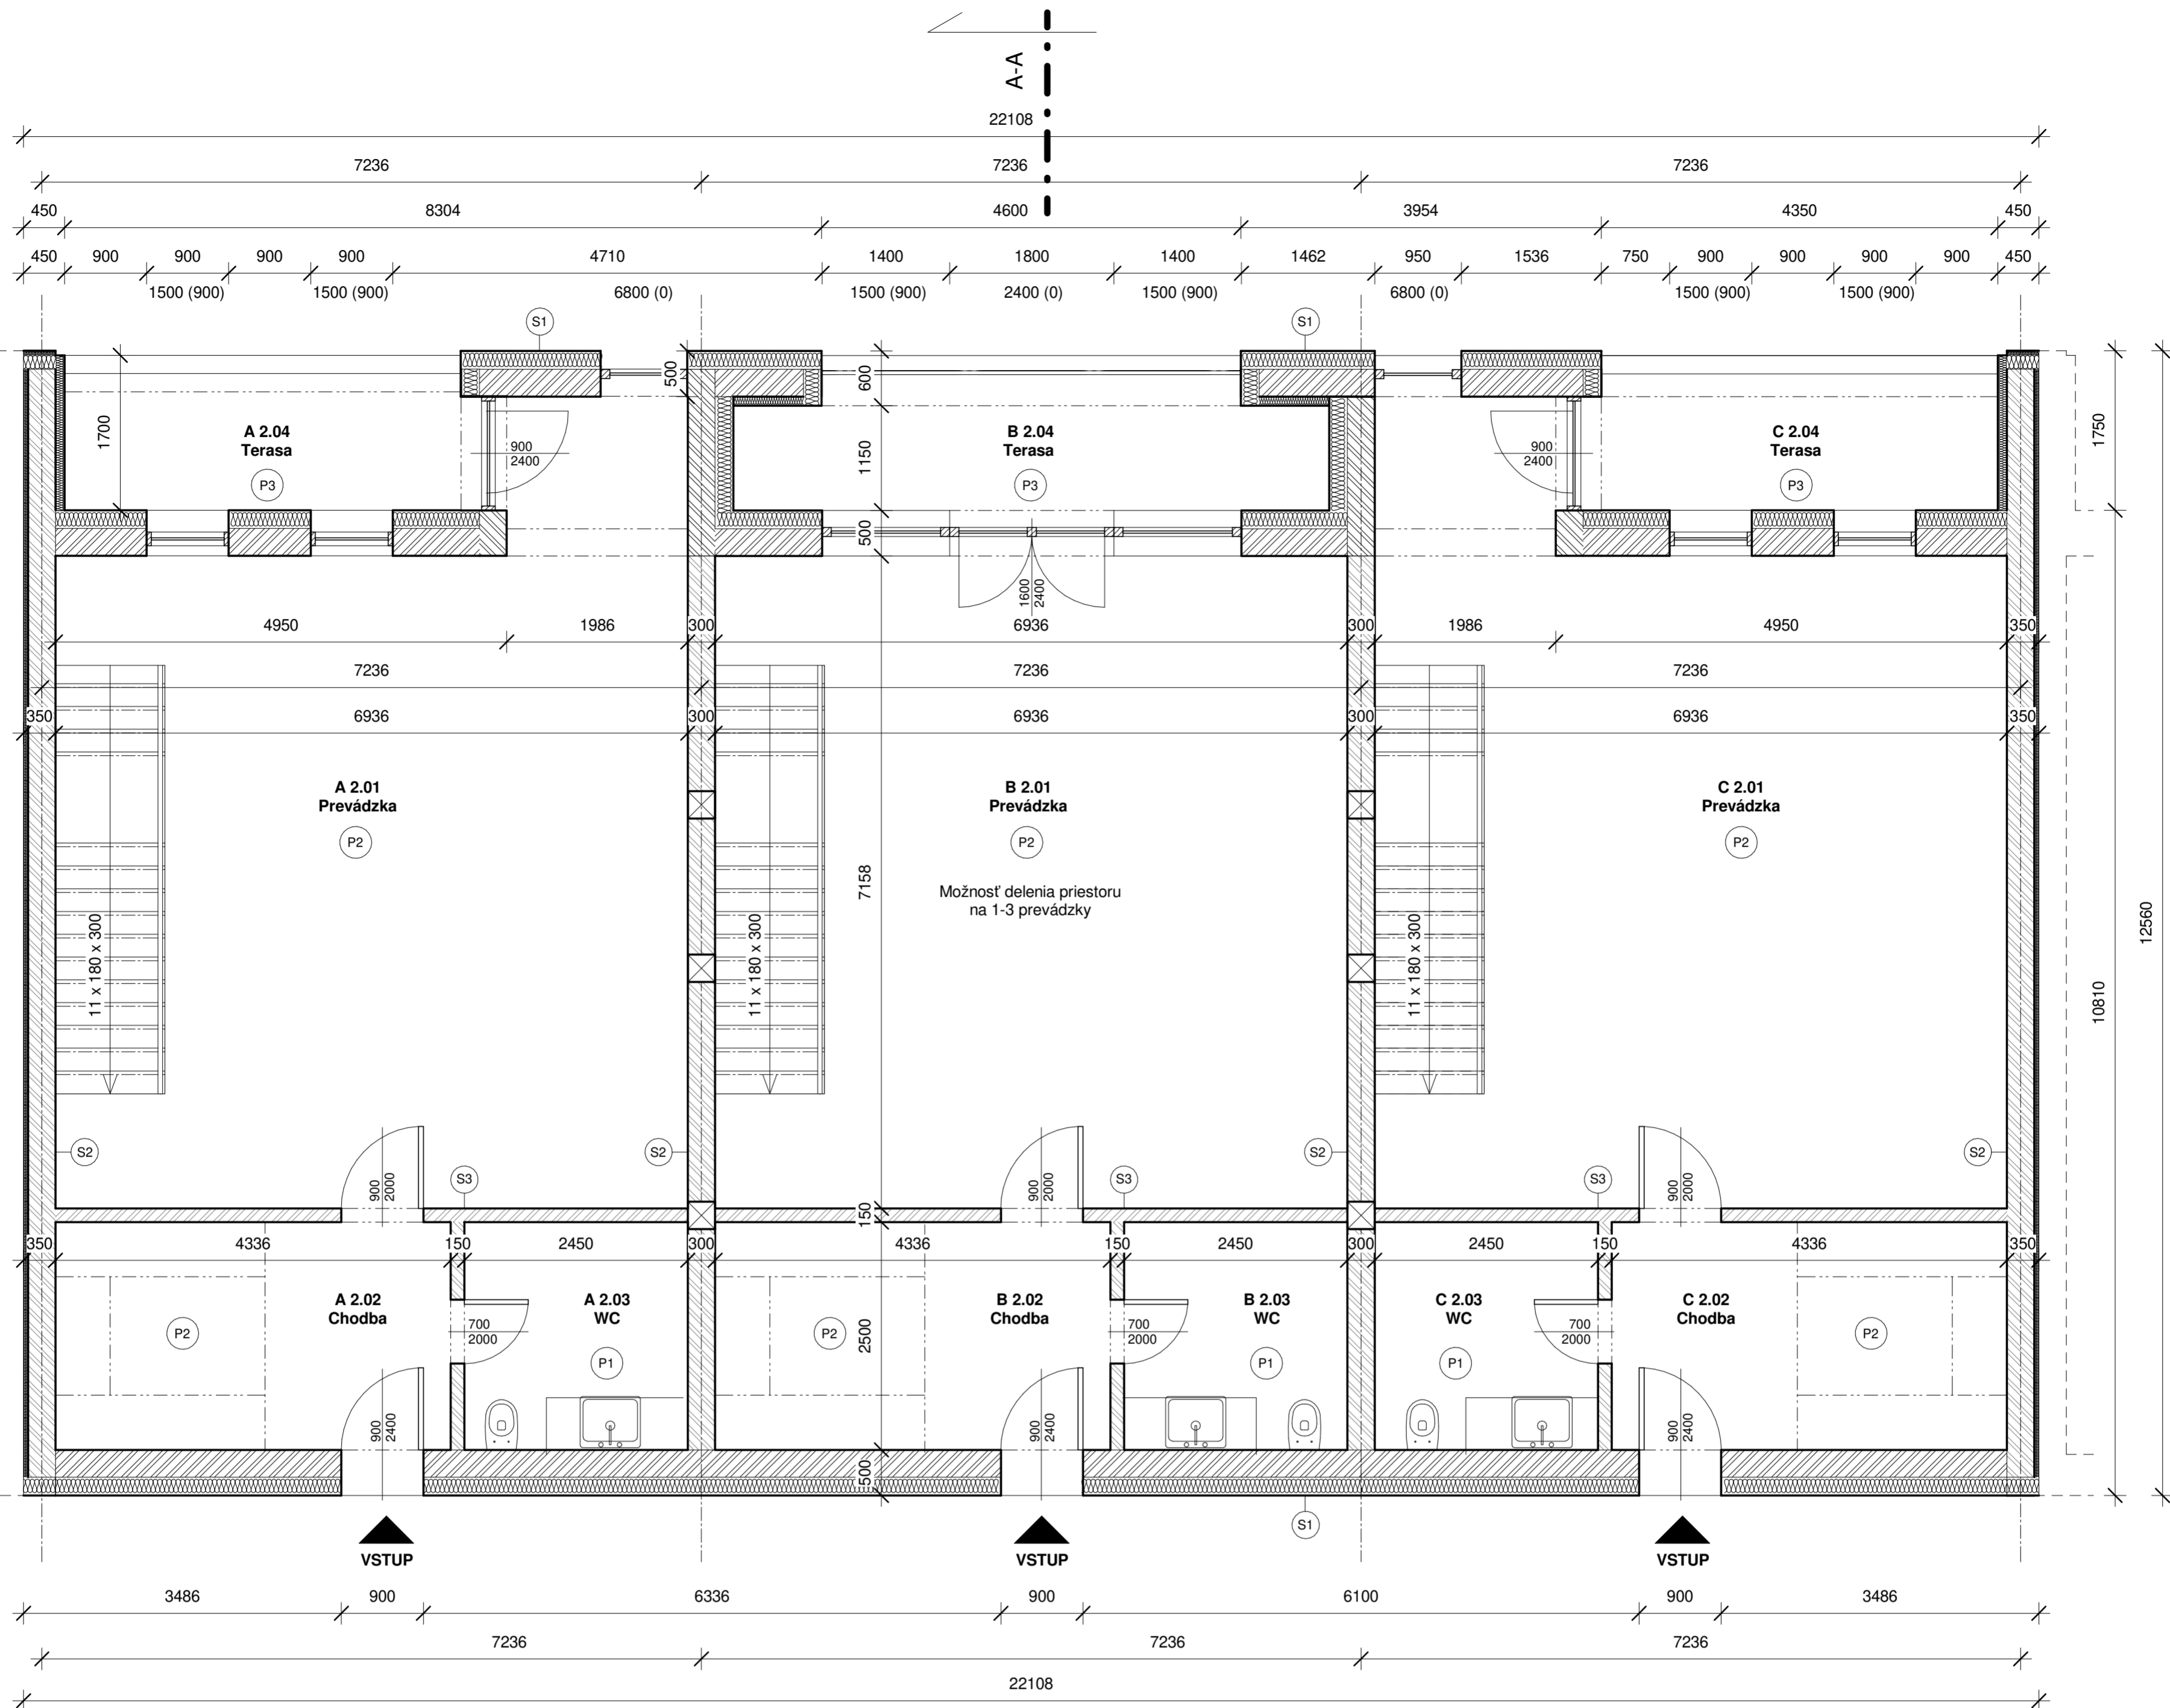 A-A
22108
7236 7236 7236
450 8304 4600 3954 4350 450
450 900 900 900 900 4710 1400 1800 1400 1462 950 1536 750 900 900 900 900 450
1500 (900) 1500 (900) 6800 (0) 1500 (900) 2400 (0) 1500 (900) 6800 (0) 1500 (900) 1500 (900)
S1 S1
500 600
1700 1150 1750
A 2.04
Terasa
P3
900
2400
B 2.04
Terasa
P3
900
2400
C 2.04
Terasa
P3
500
1600
2400
4950 1986 300 6936 300 1986 4950 350
7236 7236 7236
350 6936 300 6936 300 6936 350
A 2.01
Prevádzka
P2
B 2.01
Prevádzka
P2
C 2.01
Prevádzka
P2
Možnosť delenia priestoru
na 1-3 prevádzky
7158
11 x 180 x 300
11 x 180 x 300
11 x 180 x 300
12560
10810
S2 S2 S2 S2
S3 S3 S3
900
2000
900
2000
900
2000
150
350 4336 150 2450 300 4336 150 2450 300 2450 150 4336 350
A 2.02
Chodba
P2
A 2.03
WC
P1
700
2000
B 2.02
Chodba
P2
2500
B 2.03
WC
P1
700
2000
C 2.03
WC
P1
700
2000
C 2.02
Chodba
P2
900
2400
900
2400
900
2400
500
S1
VSTUP VSTUP VSTUP
3486 900 6336 900 6100 900 3486
7236 7236 7236
22108